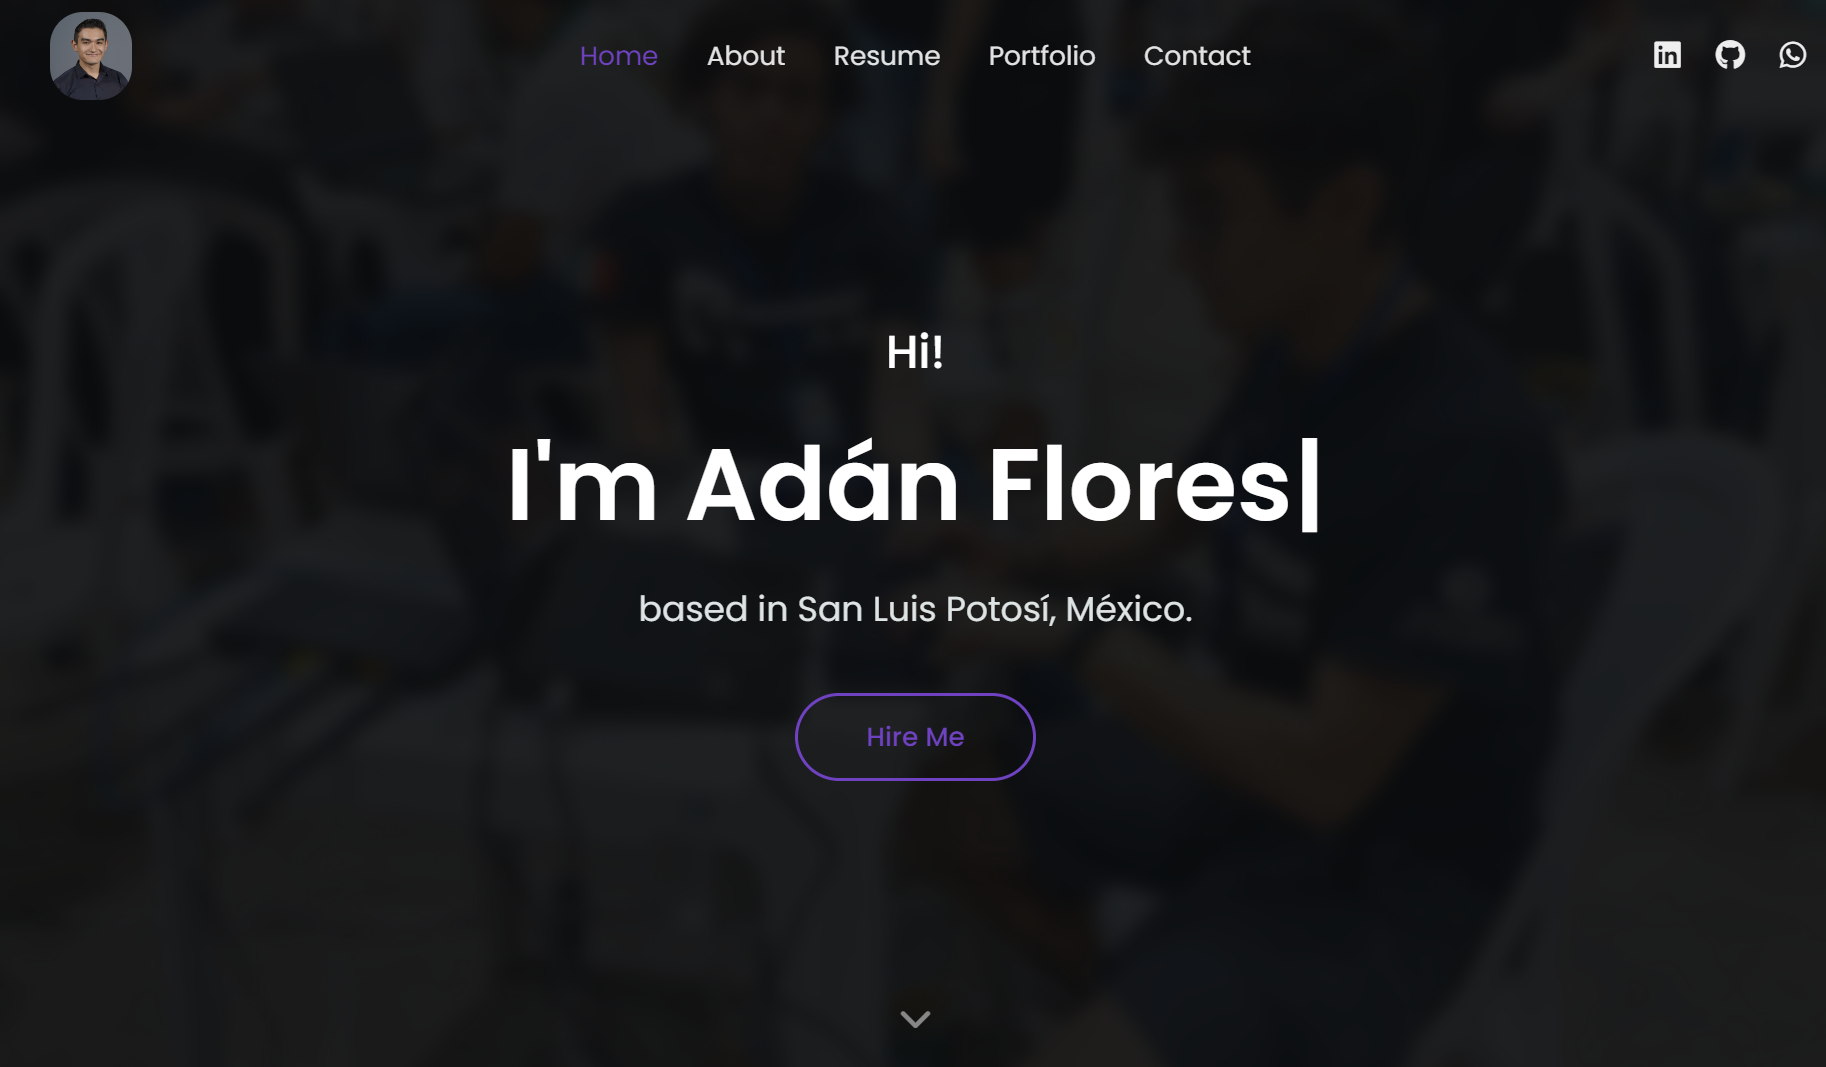 Home About Resume Portfolio Contact
Hi!
I'm Adán Flores|
based in San Luis Potosí, México.
Hire Me